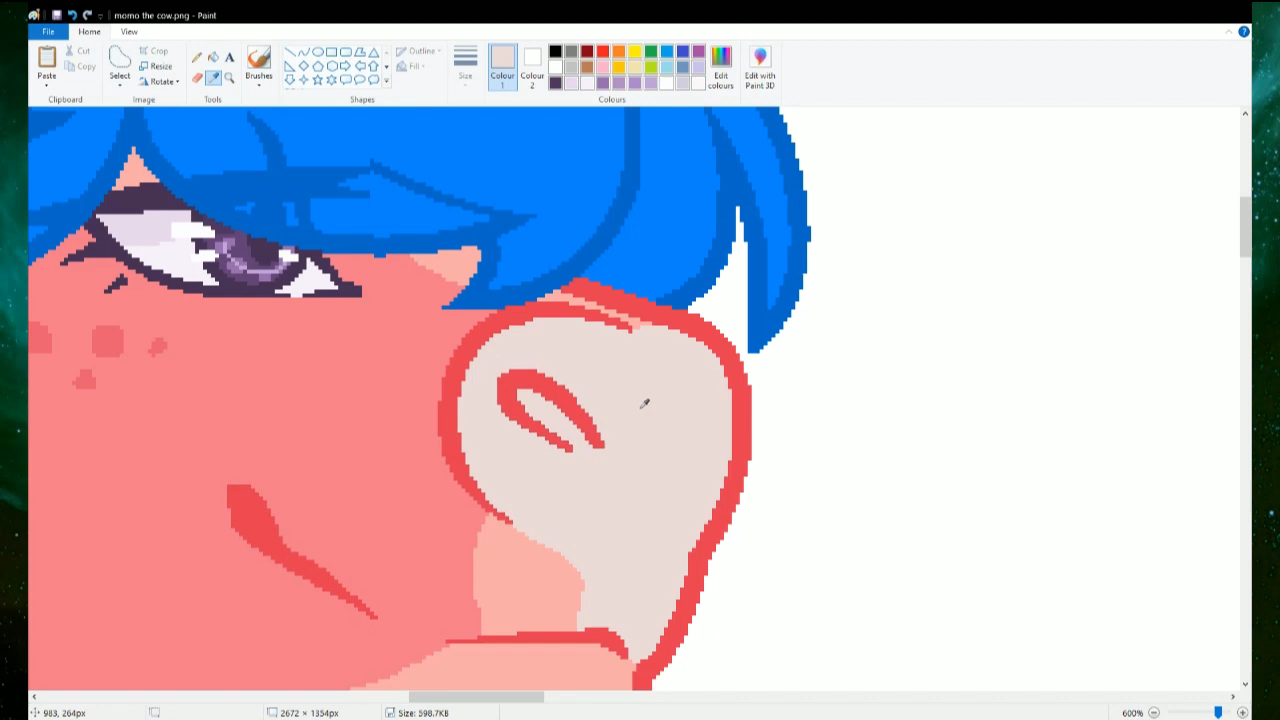 momo the cow.png - Paint
File Home View
Paste
Cut
Copy
Clipboard
Select
Crop
Resize
Rotate
Image
A
Tools
Brushes
Outline
Fill
Shapes
Size
Colour 1
Colour 2
Edit colours
Edit with Paint 3D
Colours
983, 264px
2672 × 1354px
Size: 598.7KB
600%